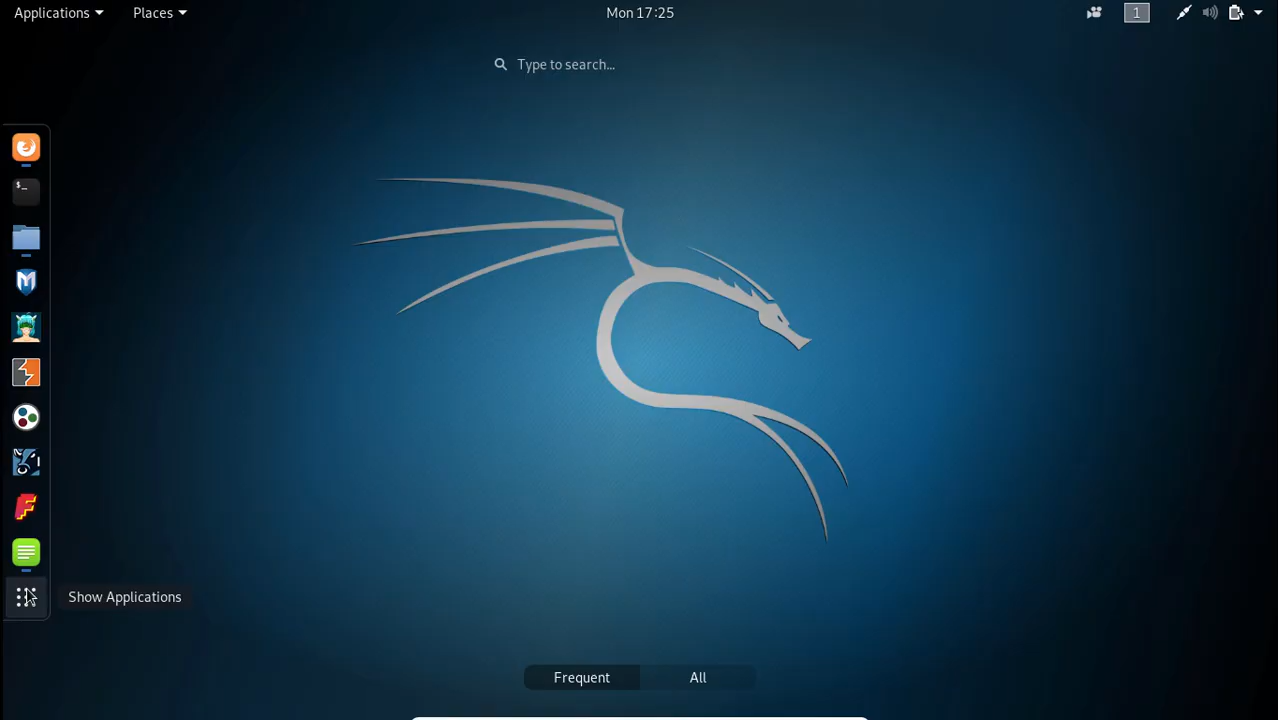 Applications
Places
Mon 17:25
1
Type to search...
$_
Show Applications
Frequent
All